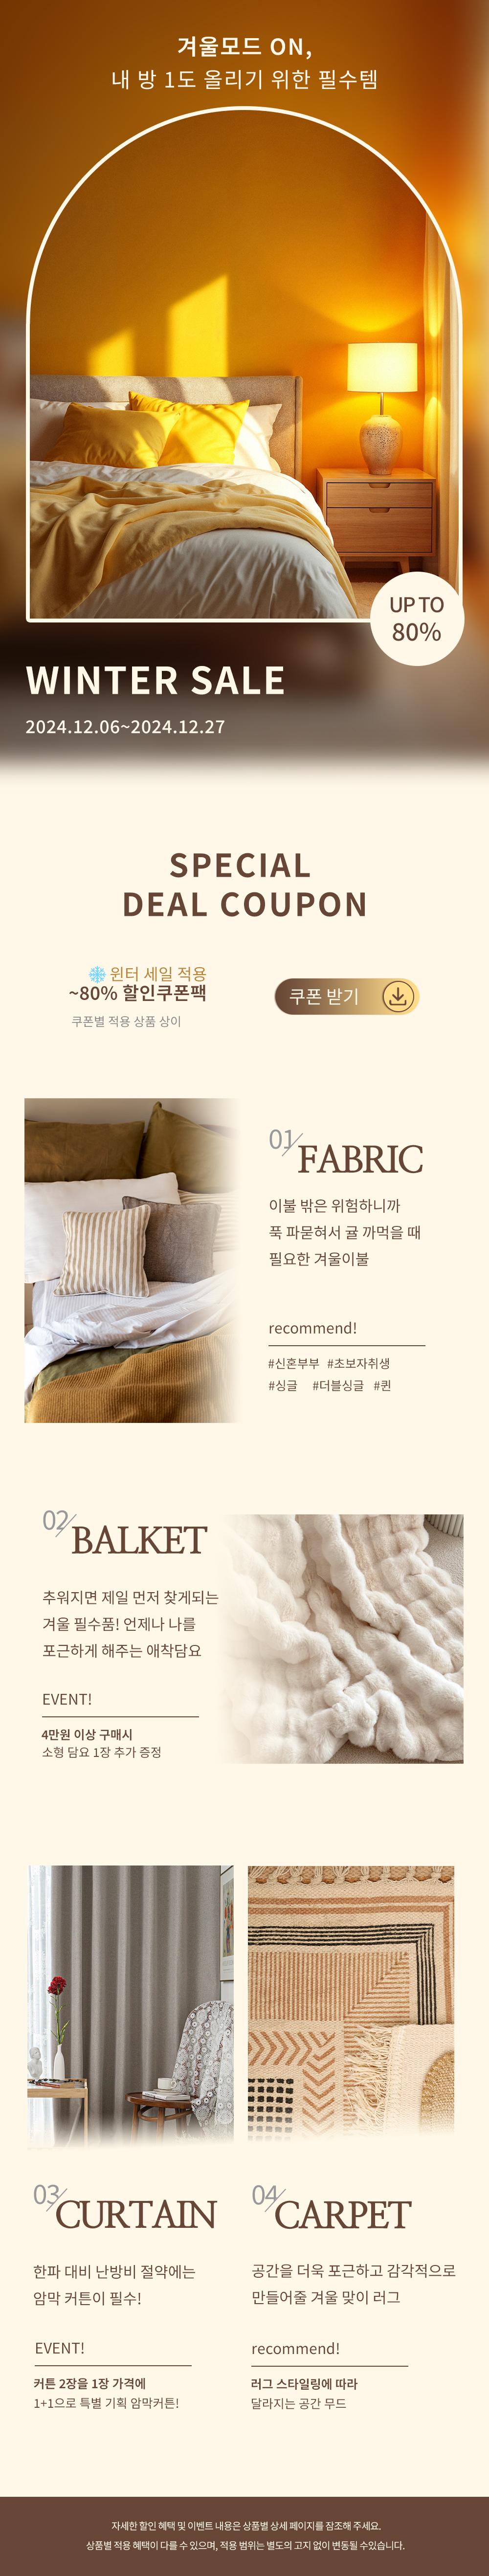 겨울모드 ON,
내 방 1도 올리기 위한 필수템
UP TO
80%
WINTER SALE
2024.12.06~2024.12.27
SPECIAL
DEAL COUPON
윈터 세일 적용
~80% 할인쿠폰팩
쿠폰별 적용 상품 상이
쿠폰 받기
01
FABRIC
이불 밖은 위험하니까
푹 파묻혀서 귤 까먹을 때
필요한 겨울이불
recommend!
#신혼부부 #초보자취생
#싱글 #더블싱글 #퀸
02
BALKET
추워지면 제일 먼저 찾게되는
겨울 필수품! 언제나 나를
포근하게 해주는 애착담요
EVENT!
4만원 이상 구매시
소형 담요 1장 추가 증정
03
CURTAIN
한파 대비 난방비 절약에는
암막 커튼이 필수!
EVENT!
커튼 2장을 1장 가격에
1+1으로 특별 기획 암막커튼!
04
CARPET
공간을 더욱 포근하고 감각적으로
만들어줄 겨울 맞이 러그
recommend!
러그 스타일링에 따라
달라지는 공간 무드
자세한 할인 혜택 및 이벤트 내용은 상품별 상세 페이지를 참조해 주세요.
상품별 적용 혜택이 다를 수 있으며, 적용 범위는 별도의 고지 없이 변동될 수있습니다.